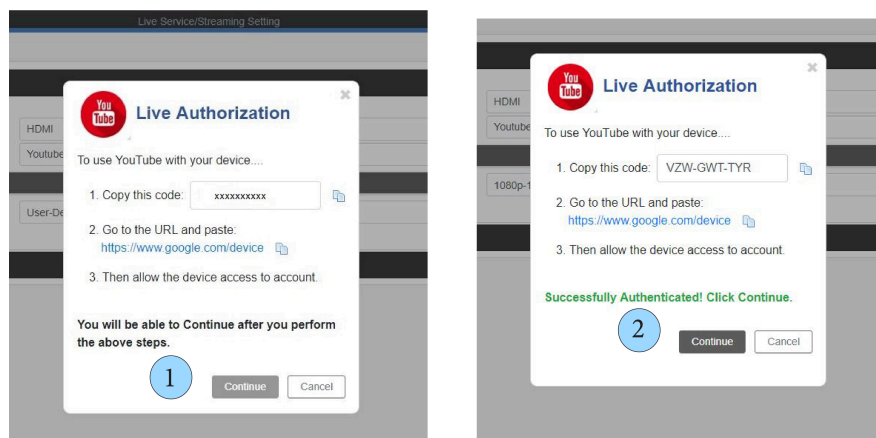 Live Service/Streaming Setting
HDMI
Youtube
User-De
You
Tube
Live Authorization
×
To use YouTube with your device....
1. Copy this code: xxxxxxxxxx
2. Go to the URL and paste:
https://www.google.com/device
3. Then allow the device access to account.
You will be able to Continue after you perform
the above steps.
1
Continue
Cancel
HDMI
Youtube
1080p-1
You
Tube
Live Authorization
×
To use YouTube with your device....
1. Copy this code: VZW-GWT-TYR
2. Go to the URL and paste:
https://www.google.com/device
3. Then allow the device access to account.
Successfully Authenticated! Click Continue.
2
Continue
Cancel